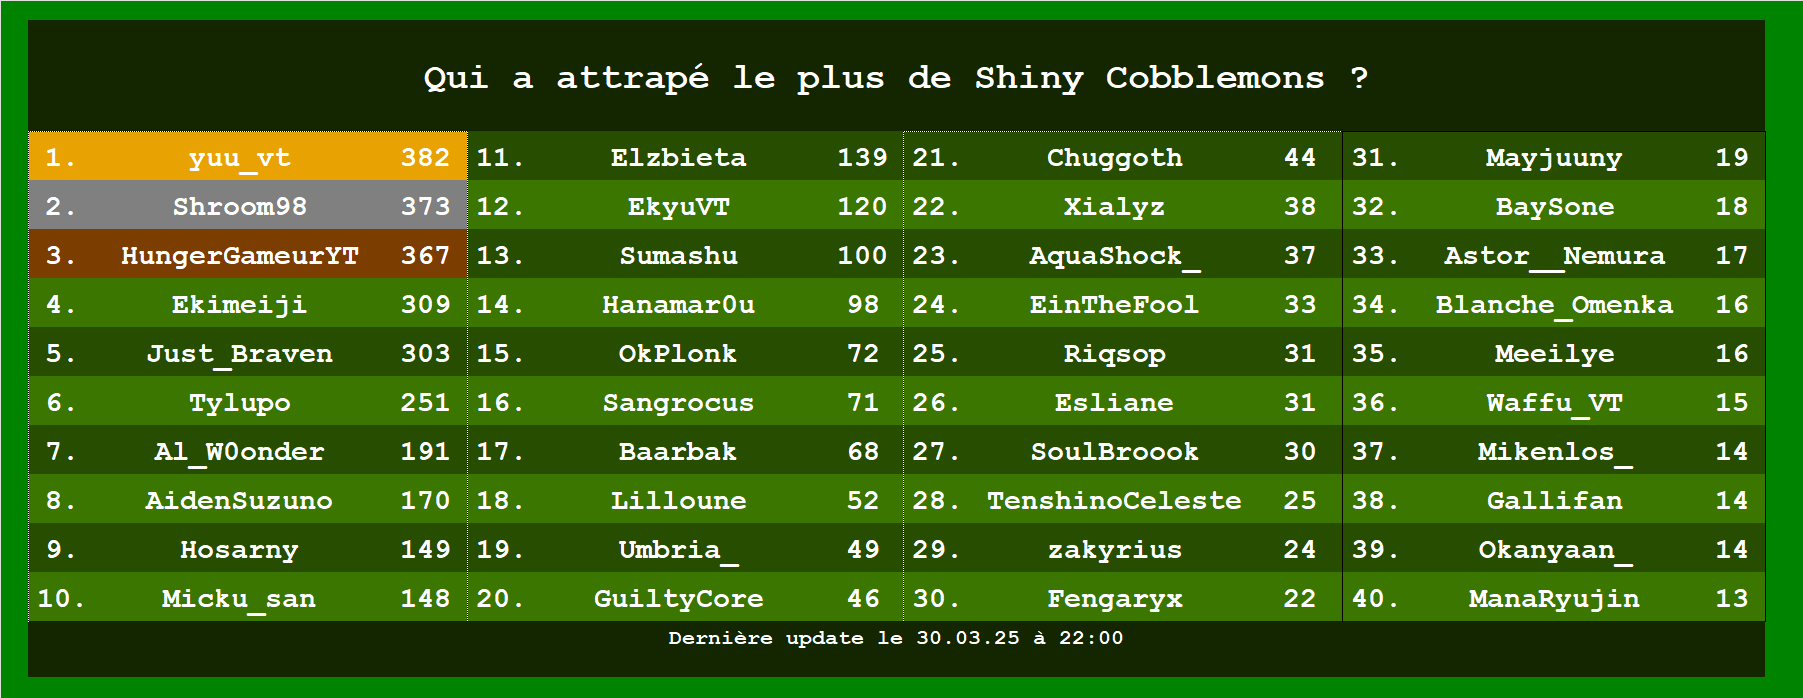 Qui a attrapé le plus de Shiny Cobblemons ?
1. yuu_vt 382 11. Elzbieta 139 21. Chuggoth 44 31. Mayjuuny 19
2. Shroom98 373 12. EkyuVT 120 22. Xialyz 38 32. BaySone 18
3. HungerGameurYT 367 13. Sumashu 100 23. AquaShock_ 37 33. Astor__Nemura 17
4. Ekimeiji 309 14. Hanamar0u 98 24. EinTheFool 33 34. Blanche_Omenka 16
5. Just_Braven 303 15. OkPlonk 72 25. Riqsop 31 35. Meeilye 16
6. Tylupo 251 16. Sangrocus 71 26. Esliane 31 36. Waffu_VT 15
7. Al_W0onder 191 17. Baarbak 68 27. SoulBroook 30 37. Mikenlos_ 14
8. AidenSuzuno 170 18. Lilloune 52 28. TenshinoCeleste 25 38. Gallifan 14
9. Hosarny 149 19. Umbria_ 49 29. zakyrius 24 39. Okanyaan_ 14
10. Micku_san 148 20. GuiltyCore 46 30. Fengaryx 22 40. ManaRyujin 13
Dernière update le 30.03.25 à 22:00